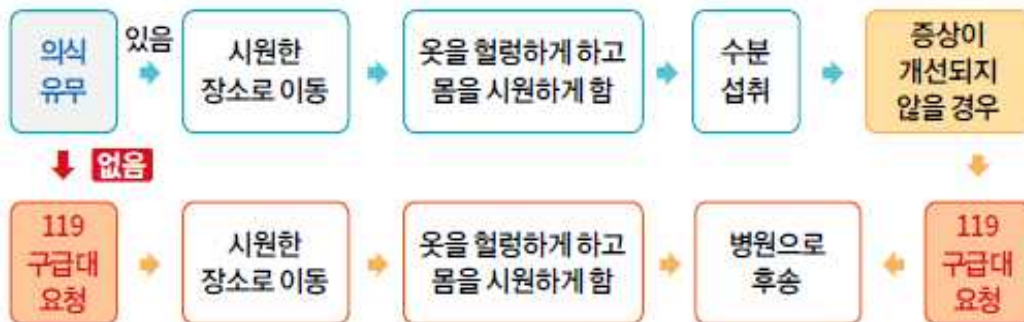 의식
유무
있음
시원한
장소로 이동
옷을 헐렁하게 하고
몸을 시원하게 함
수분
섭취
증상이
개선되지
않을 경우
없음
119
구급대
요청
시원한
장소로 이동
옷을 헐렁하게 하고
몸을 시원하게 함
병원으로
후송
119
구급대
요청